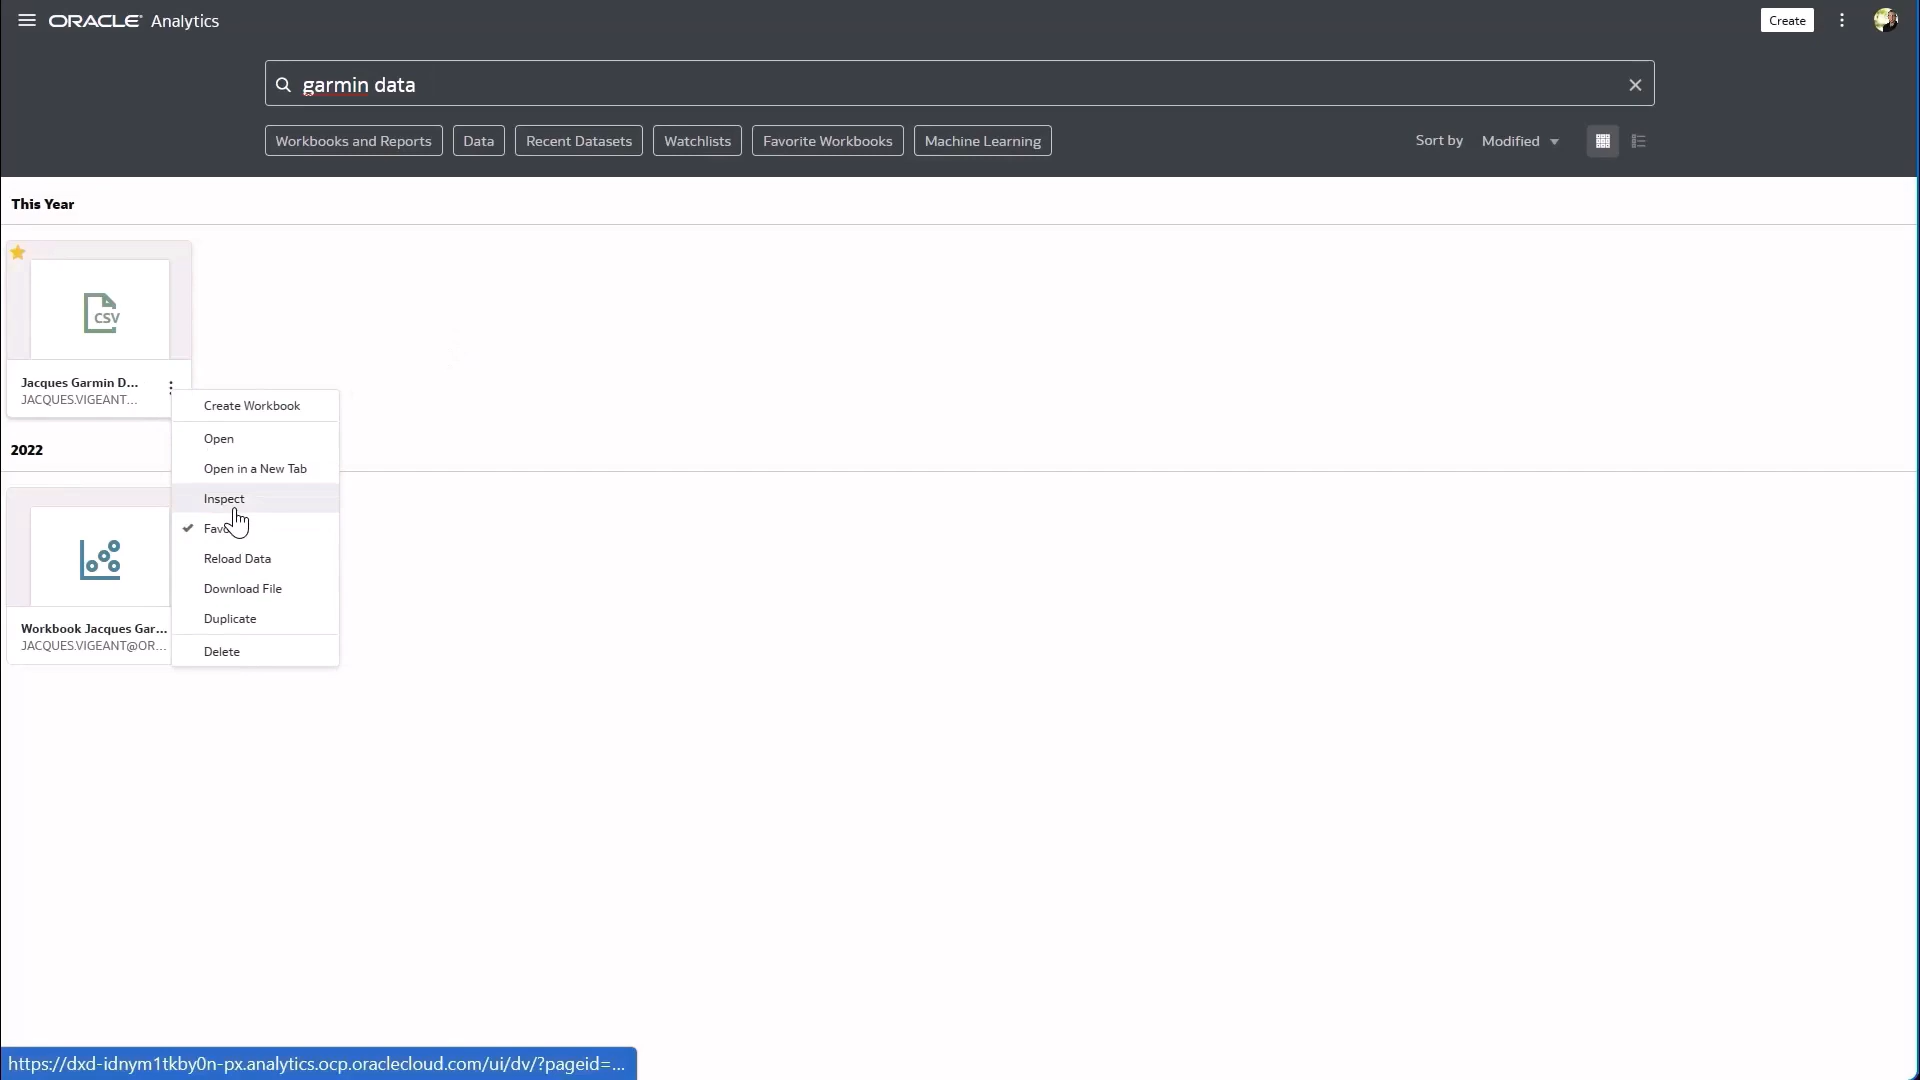 ORACLE Analytics
Create
garmin data
Workbooks and Reports
Data
Recent Datasets
Watchlists
Favorite Workbooks
Machine Learning
Sort by
Modified
This Year
CSV
Jacques Garmin D...
JACQUES.VIGEANT...
Create Workbook
Open
Open in a New Tab
Inspect
Reload Data
Download File
Duplicate
Delete
2022
Workbook Jacques Gar...
JACQUES.VIGEANT@OR...
https://dxd-idnym1tkby0n-px.analytics.ocp.oraclecloud.com/ui/dv/?pageid=...